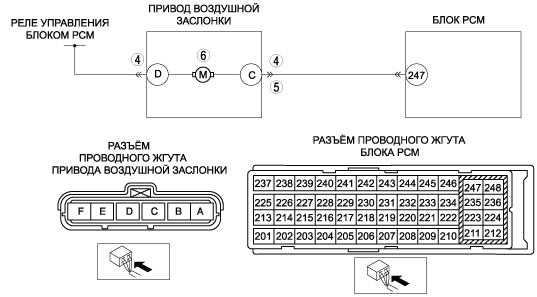 РЕЛЕ УПРАВЛЕНИЯ
БЛОКОМ PCM
ПРИВОД ВОЗДУШНОЙ
ЗАСЛОНКИ
БЛОК PCM
4
D
6
M
C
4
5
247
РАЗЪЁМ
ПРОВОДНОГО ЖГУТА
ПРИВОДА ВОЗДУШНОЙ ЗАСЛОНКИ
F E D C B A
РАЗЪЁМ ПРОВОДНОГО ЖГУТА
БЛОКА PCM
237 238 239 240 241 242 243 244 245 246 247 248
225 226 227 228 229 230 231 232 233 234 235 236
213 214 215 216 217 218 219 220 221 222 223 224
201 202 203 204 205 206 207 208 209 210 211 212